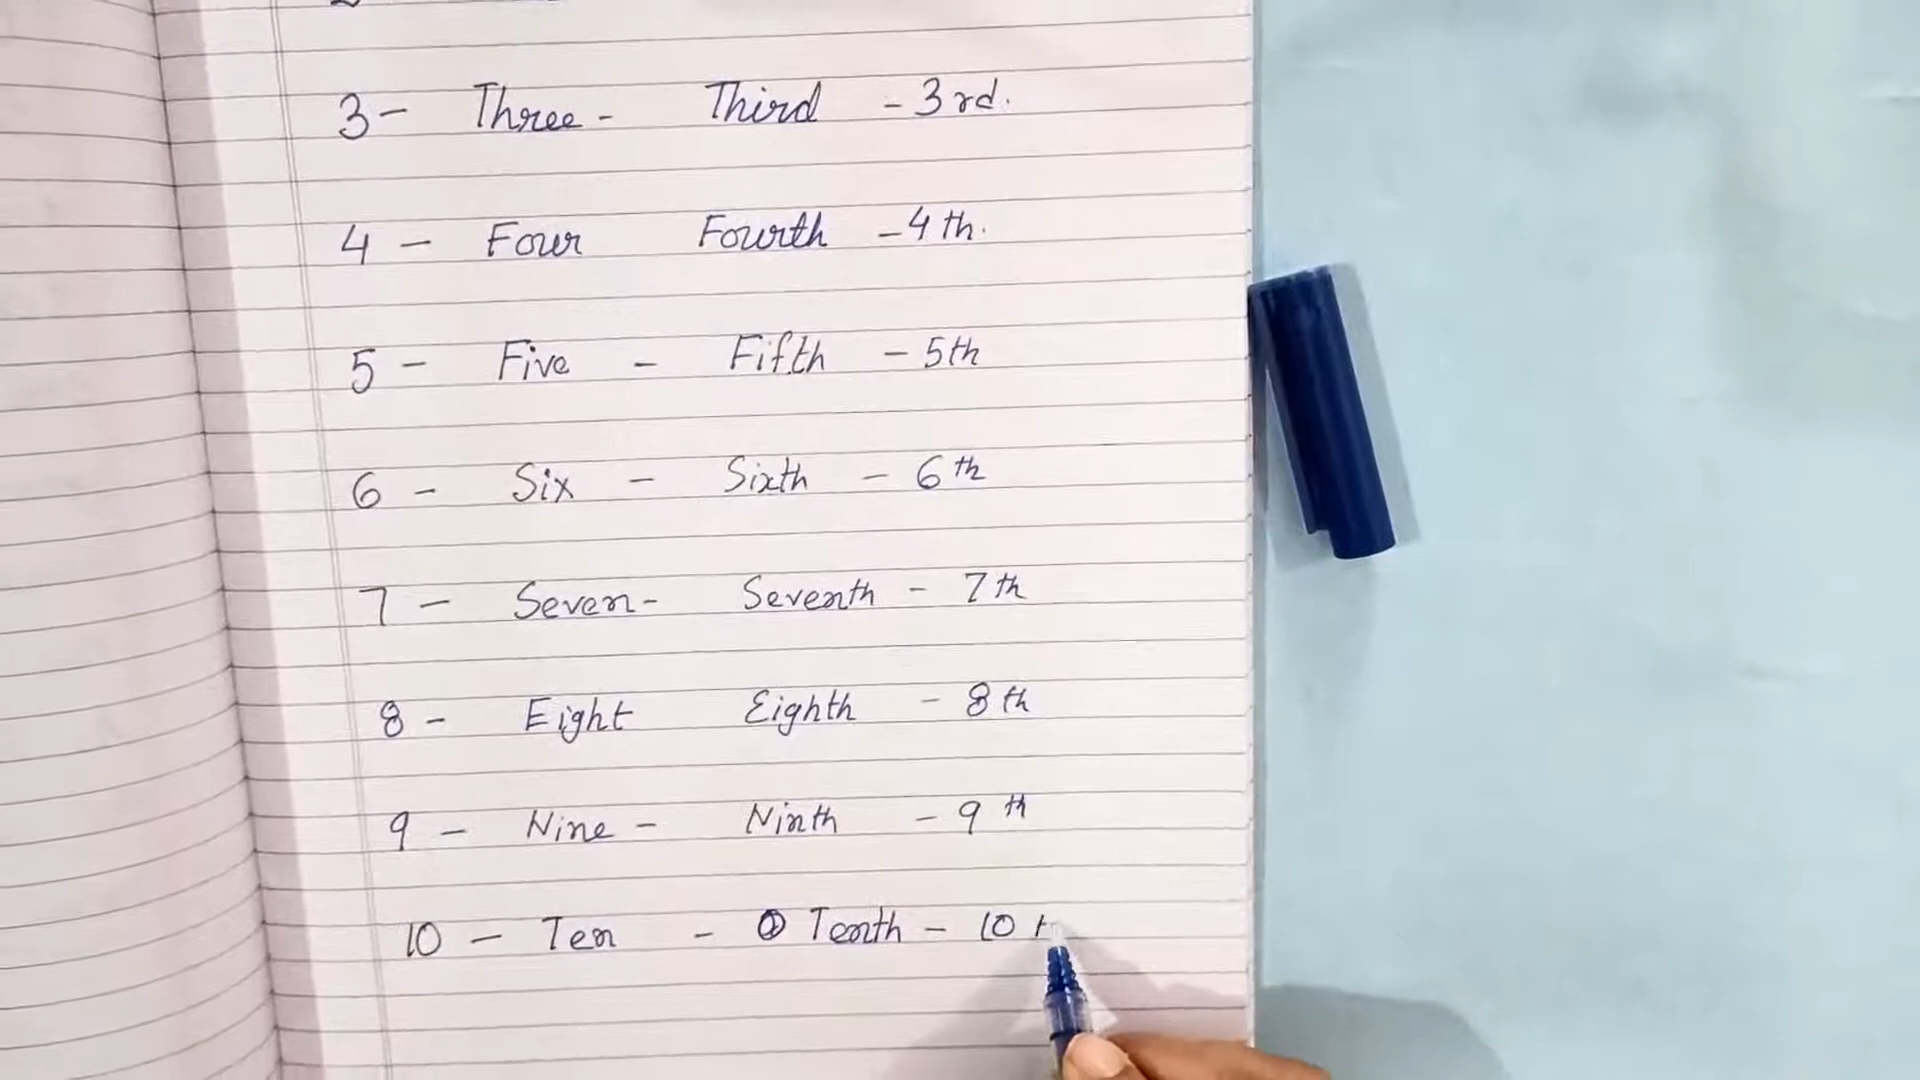 3- Three- Third - 3rd.
4 - Four Fourth - 4th.
5 - Five - Fifth - 5th
6 - Six - Sixth - 6th
7 - Seven- Seventh - 7th
8 - Eight Eighth - 8th
9 - Nine - Ninth - 9th
10 - Ten - Tenth - 10 t